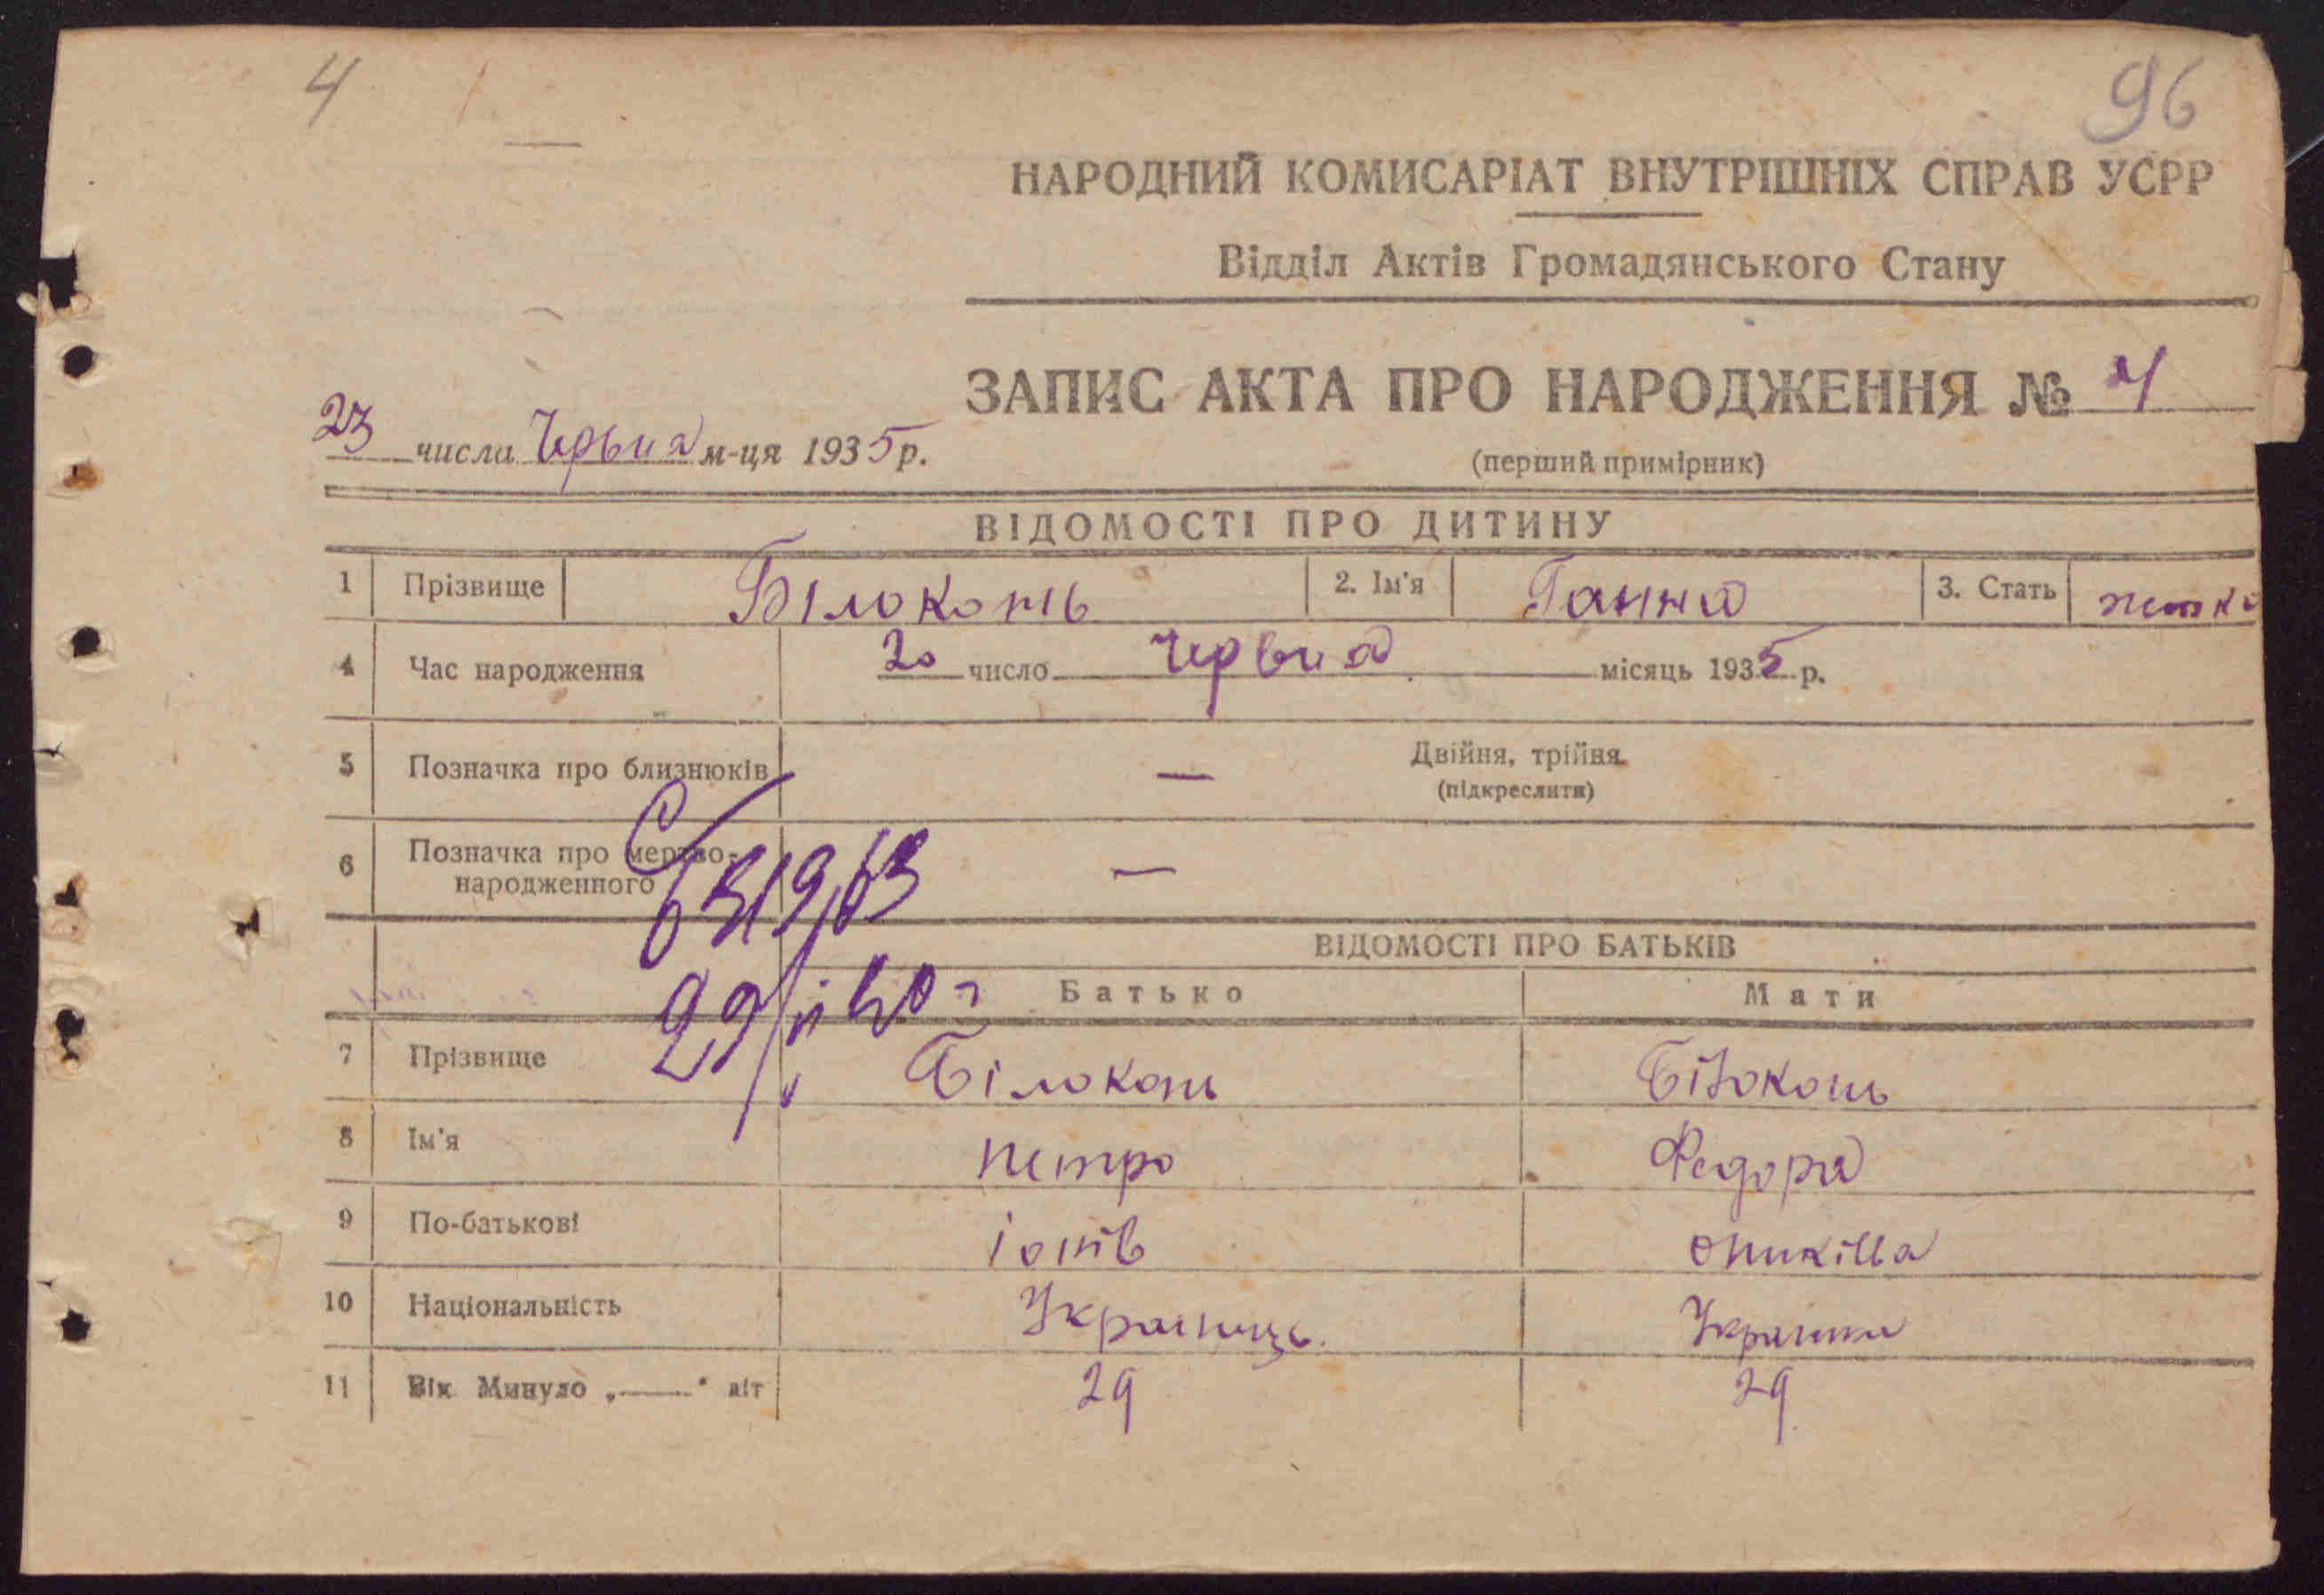 4
96
НАРОДНИЙ КОМИСАРІАТ ВНУТРІШНІХ СПРАВ УСРР
Відділ Актів Громадянського Стану
ЗАПИС АКТА ПРО НАРОДЖЕННЯ № 4
23 числа Червня м-ця 1935 р.
(перший примірник)
ВІДОМОСТІ ПРО ДИТИНУ
1 Прізвище Білоконь 2. Ім'я Ганна 3. Стать
4 Час народження 20 число Червня місяць 1935 р.
5 Позначка про близнюків — Двійня, трійня
(підкреслити)
6 Позначка про мертво-
народженного —
ВІДОМОСТІ ПРО БАТЬКІВ
Батько Мати
7 Прізвище Білоконь Білоконь
8 Ім'я Петро Федора
9 По-батькові
10 Національність Українець Українка
11 Вік Минуло „——" літ 29 29